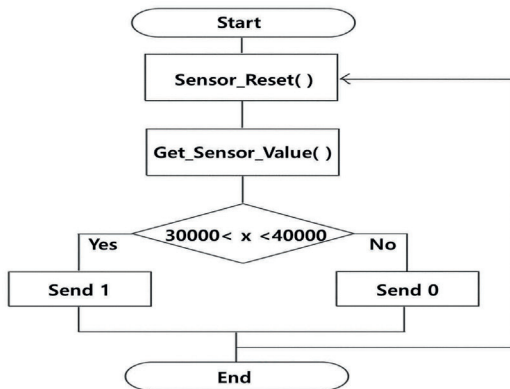 Start
Sensor_Reset( )
Get_Sensor_Value( )
30000< x <40000
Yes
No
Send 1
Send 0
End